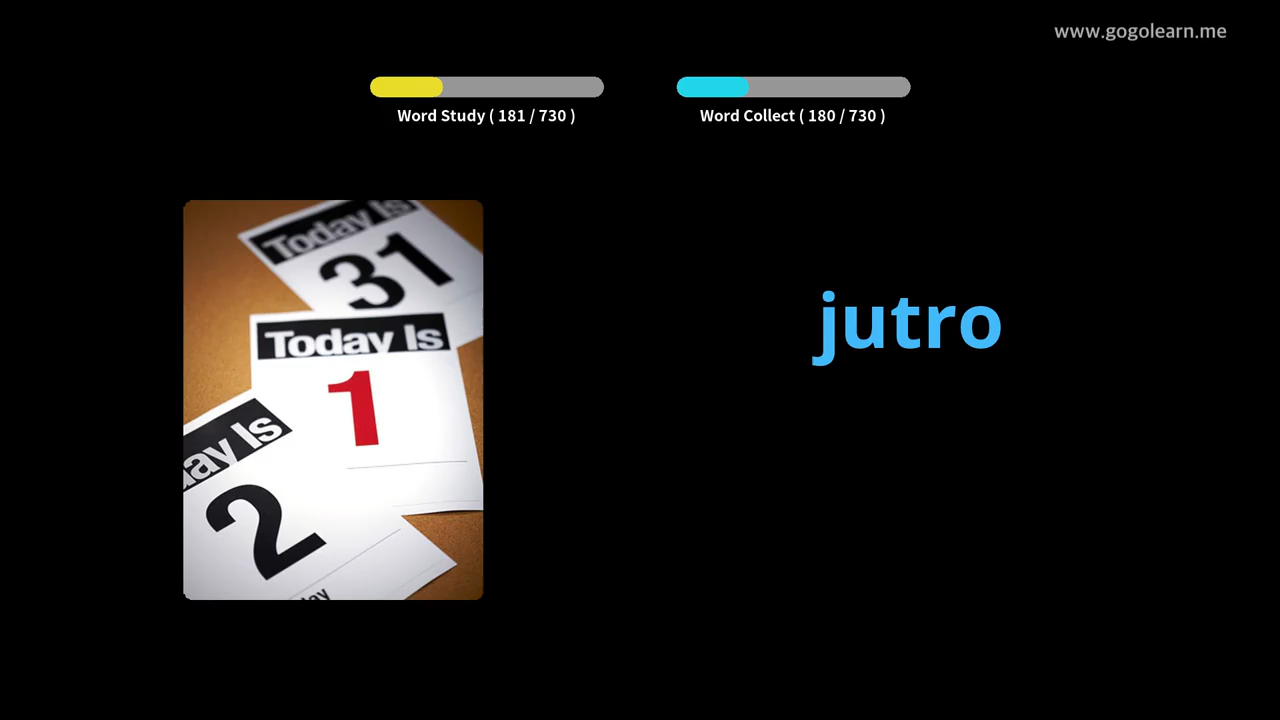 www.gogolearn.me
Word Study ( 181 / 730 )
Word Collect ( 180 / 730 )
Today Is
31
Today Is
1
ay Is
2
ay
jutro